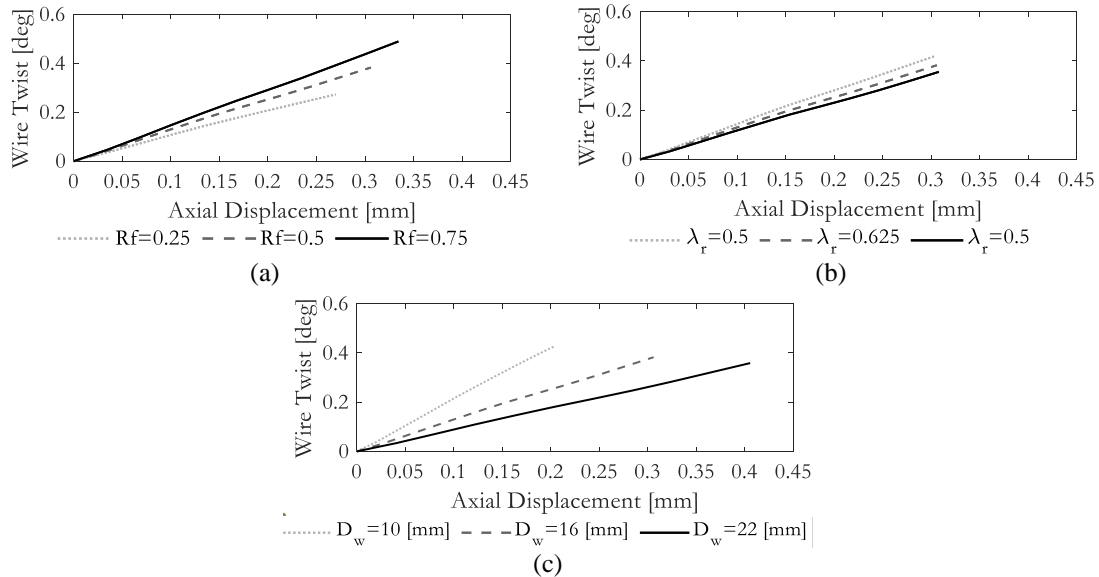 0.6
0.4
0.2
0
Wire Twist [deg]
0 0.05 0.1 0.15 0.2 0.25 0.3 0.35 0.4 0.45
Axial Displacement [mm]
Rf=0.25 Rf=0.5 Rf=0.75
(a)
0.6
0.4
0.2
0
Wire Twist [deg]
0 0.05 0.1 0.15 0.2 0.25 0.3 0.35 0.4 0.45
Axial Displacement [mm]
λr=0.5 λr=0.625 λr=0.5
(b)
0.6
0.4
0.2
0
Wire Twist [deg]
0 0.05 0.1 0.15 0.2 0.25 0.3 0.35 0.4 0.45
Axial Displacement [mm]
Dw=10 [mm] Dw=16 [mm] Dw=22 [mm]
(c)